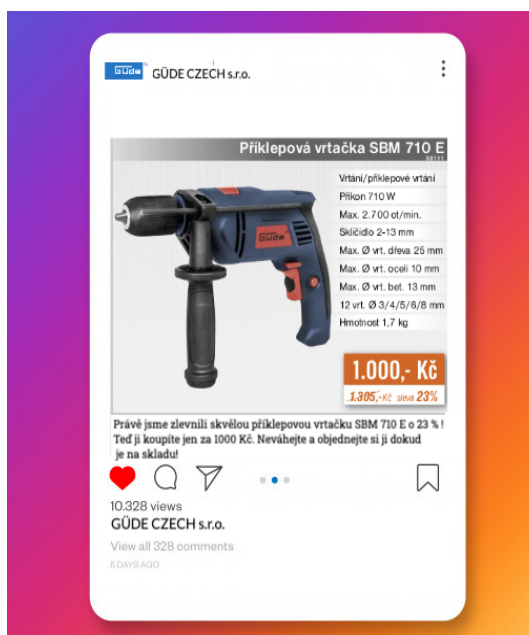 GÜDE
GÜDE CZECH s.r.o.
Příklepová vrtačka SBM 710 E
58111
Vrtání/příklepové vrtání
Příkon 710 W
Max. 2.700 ot/min.
Sklíčidlo 2-13 mm
Max. Ø vrt. dřeva 25 mm
Max. Ø vrt. oceli 10 mm
Max. Ø vrt. bet. 13 mm
12 vrt. Ø 3/4/5/6/8 mm
Hmotnost 1,7 kg
GÜDE
1.000,- Kč
1.305,-Kč sleva 23%
Právě jsme zlevnili skvělou příklepovou vrtačku SBM 710 E o 23 % !
Teď ji koupíte jen za 1000 Kč. Neváhejte a objednejte si ji dokud
je na skladu!
10.328 views
GÜDE CZECH s.r.o.
View all 328 comments
5 DAYS AGO